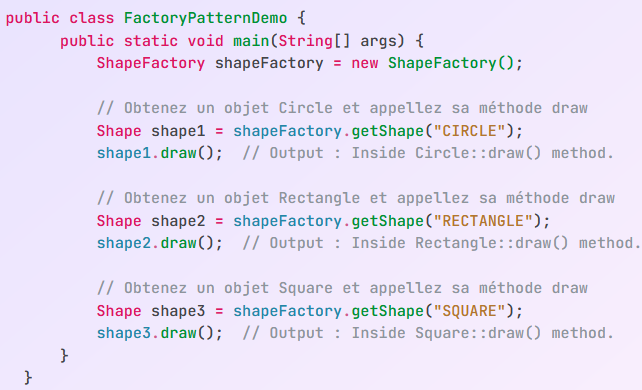 public class FactoryPatternDemo {
public static void main(String[] args) {
ShapeFactory shapeFactory = new ShapeFactory();
// Obtenez un objet Circle et appellez sa méthode draw
Shape shape1 = shapeFactory.getShape("CIRCLE");
shape1.draw();  // Output : Inside Circle::draw() method.
// Obtenez un objet Rectangle et appellez sa méthode draw
Shape shape2 = shapeFactory.getShape("RECTANGLE");
shape2.draw();  // Output : Inside Rectangle::draw() method.
// Obtenez un objet Square et appellez sa méthode draw
Shape shape3 = shapeFactory.getShape("SQUARE");
shape3.draw();  // Output : Inside Square::draw() method.
}
}